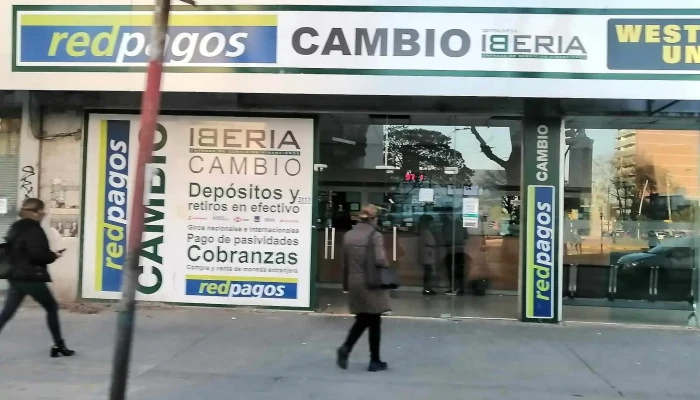 redpagos
CAMBIO
IBERIA
WEST
UN
redpagos
CAMBIO
IBERIA
CAMBIO
Depósitos y
retiros en efectivo
Giros nacionales e internacionales
Pago de pasividades
Cobranzas
Compra y venta de moneda extranjera
redpagos
3113
CAMBIO
redpagos